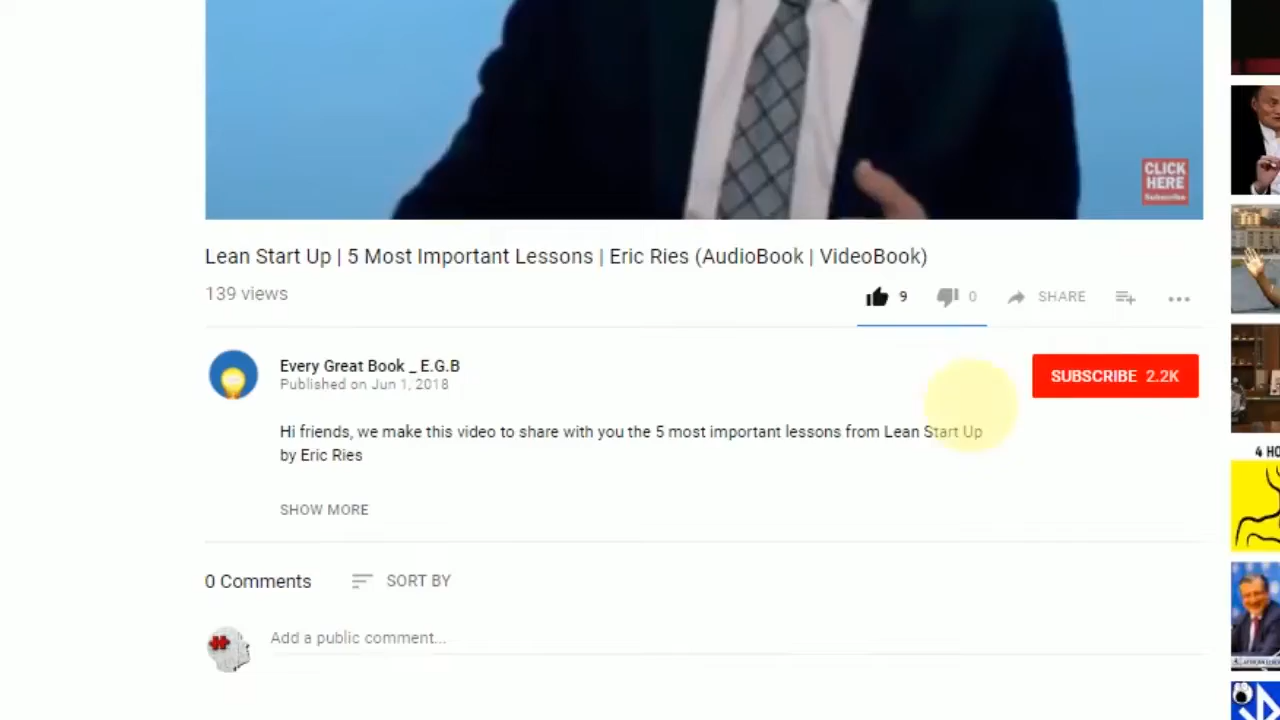 CLICK
HERE
Subscribe
Lean Start Up | 5 Most Important Lessons | Eric Ries (AudioBook | VideoBook)
139 views
9
0
SHARE
Every Great Book _ E.G.B
Published on Jun 1, 2018
SUBSCRIBE 2.2K
Hi friends, we make this video to share with you the 5 most important lessons from Lean Start Up
by Eric Ries
SHOW MORE
4 HO
0 Comments
SORT BY
Add a public comment...